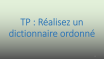 TP : Réalisez un
dictionnaire ordonné